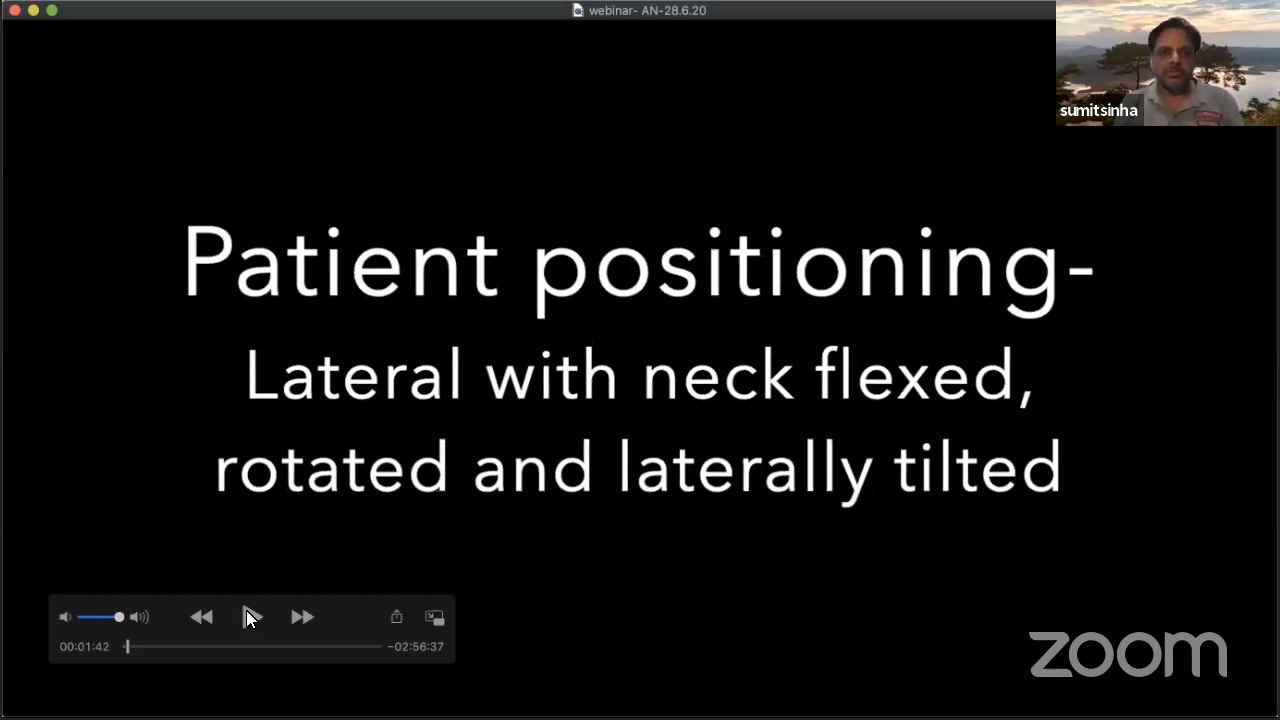 webinar- AN-28.6.20
sumitsinha
Patient positioning-
Lateral with neck flexed,
rotated and laterally tilted
00:01:42
-02:56:37
zoom